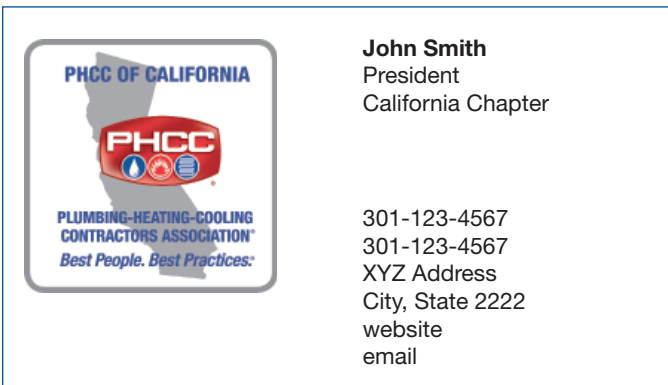 PHCC OF CALIFORNIA
PHCC
®
PLUMBING-HEATING-COOLING
CONTRACTORS ASSOCIATION®
Best People. Best Practices.®
John Smith
President
California Chapter
301-123-4567
301-123-4567
XYZ Address
City, State 2222
website
email